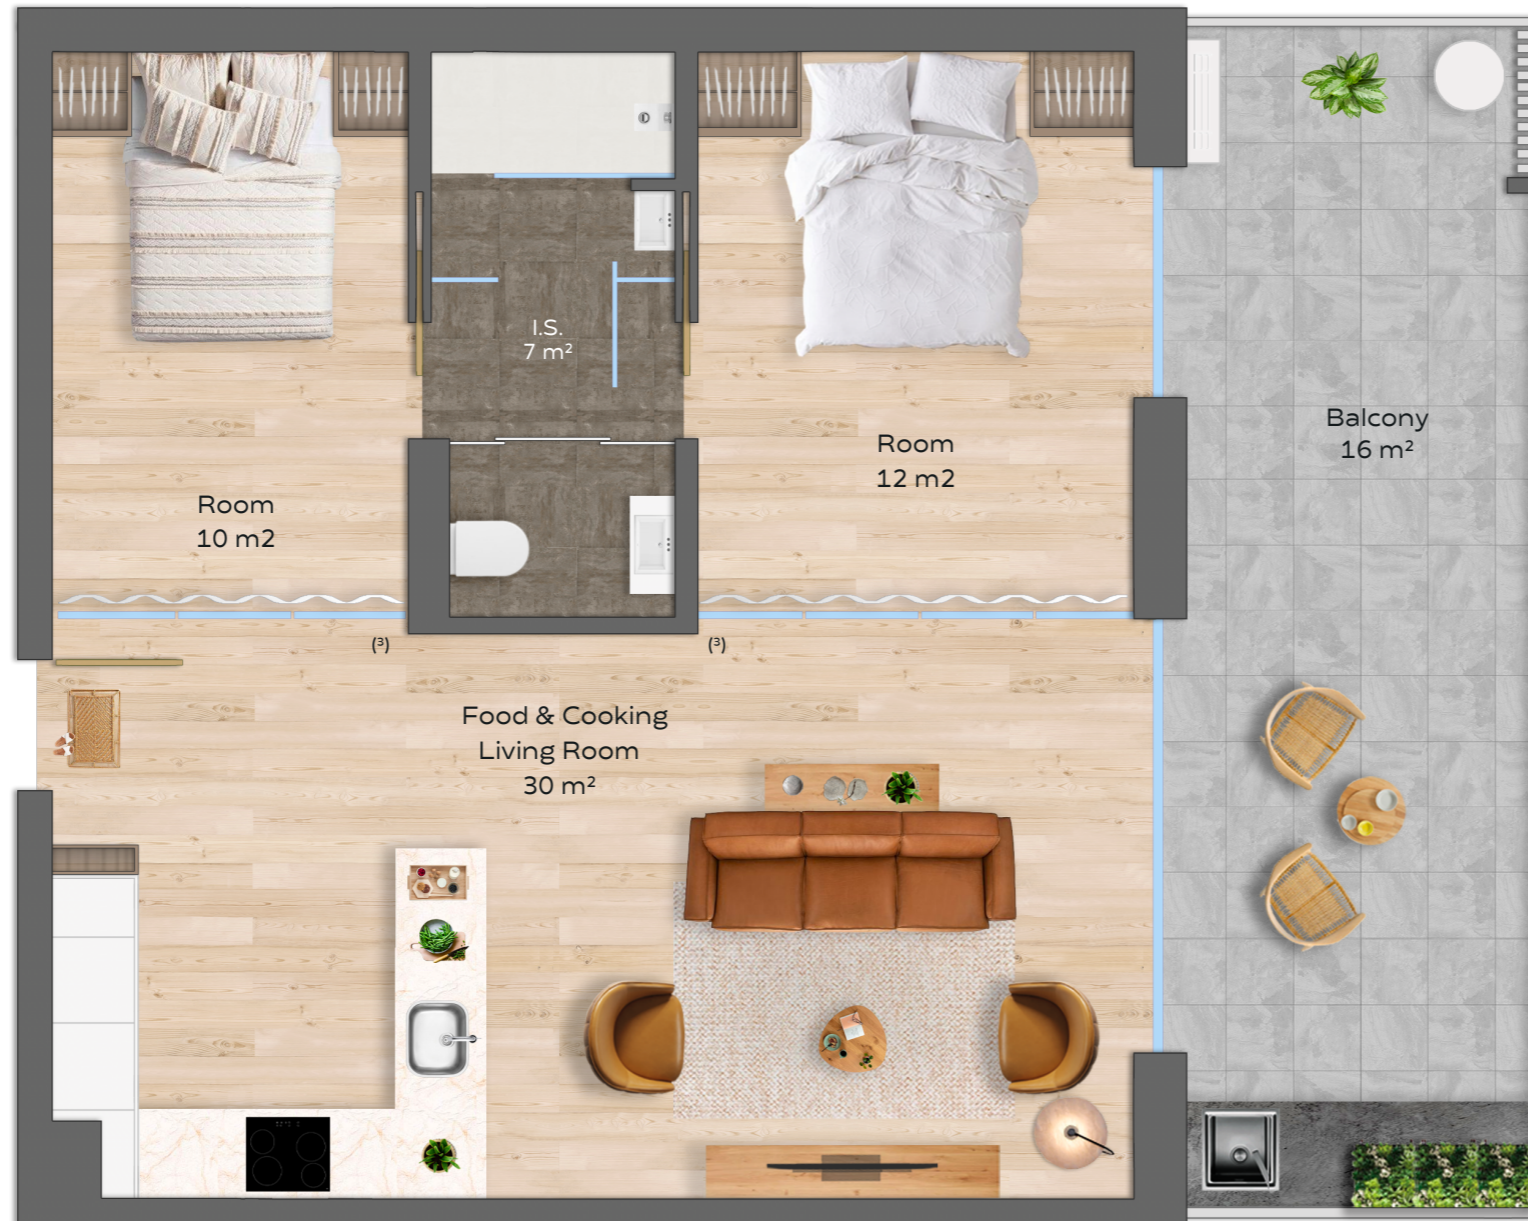 I.S.
7 m²
Balcony
16 m²
Room
12 m2
Room
10 m2
(³)
(³)
Food & Cooking
Living Room
30 m²